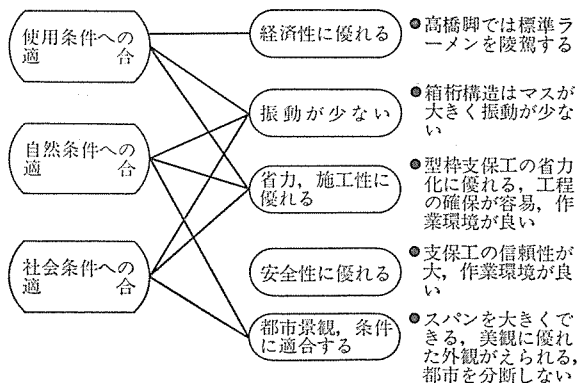 使用条件への
適合
自然条件への
適合
社会条件への
適合
経済性に優れる
振動が少ない
省力，施工性に
優れる
安全性に優れる
都市景観，条件
に適合する
●高橋脚では標準ラ
ーメンを陵駕する
●箱桁構造はマスが
大きく振動が少な
い
●型枠支保工の省力
化に優れる，工程
の確保が容易，作
業環境が良い
●支保工の信頼性が
大，作業環境が良
い
●スパンを大きくで
きる，美観に優れ
た外観がえられる，
都市を分断しない